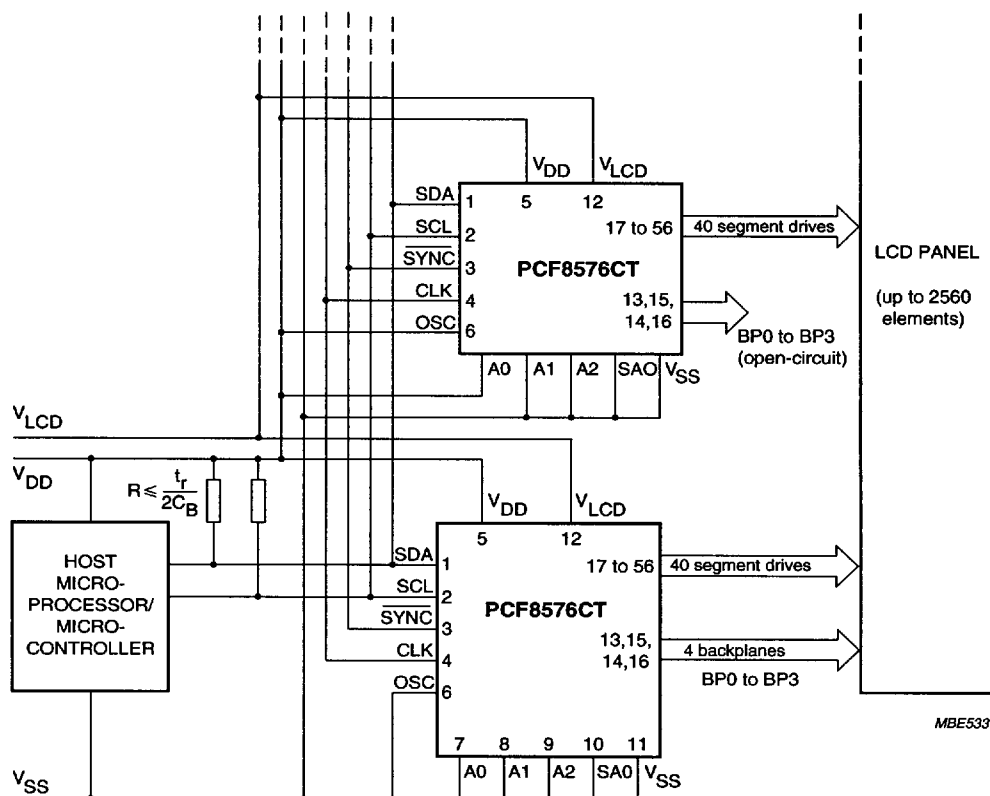 VDD
VLCD
SDA 1
5
12
17 to 56
40 segment drives
SCL 2
SYNC 3
PCF8576CT
LCD PANEL
(up to 2560
elements)
CLK 4
13,15,
14,16
OSC 6
BP0 to BP3
(open-circuit)
A0
A1
A2
SAO
VSS
VLCD
VDD
R ≤ tr/2CB
VDD
VLCD
HOST
MICRO-
PROCESSOR/
MICRO-
CONTROLLER
SDA 1
5
12
17 to 56
40 segment drives
SCL 2
SYNC 3
PCF8576CT
CLK 4
13,15,
14,16
4 backplanes
BP0 to BP3
OSC 6
MBE533
7
8
9
10
11
A0
A1
A2
SA0
VSS
VSS